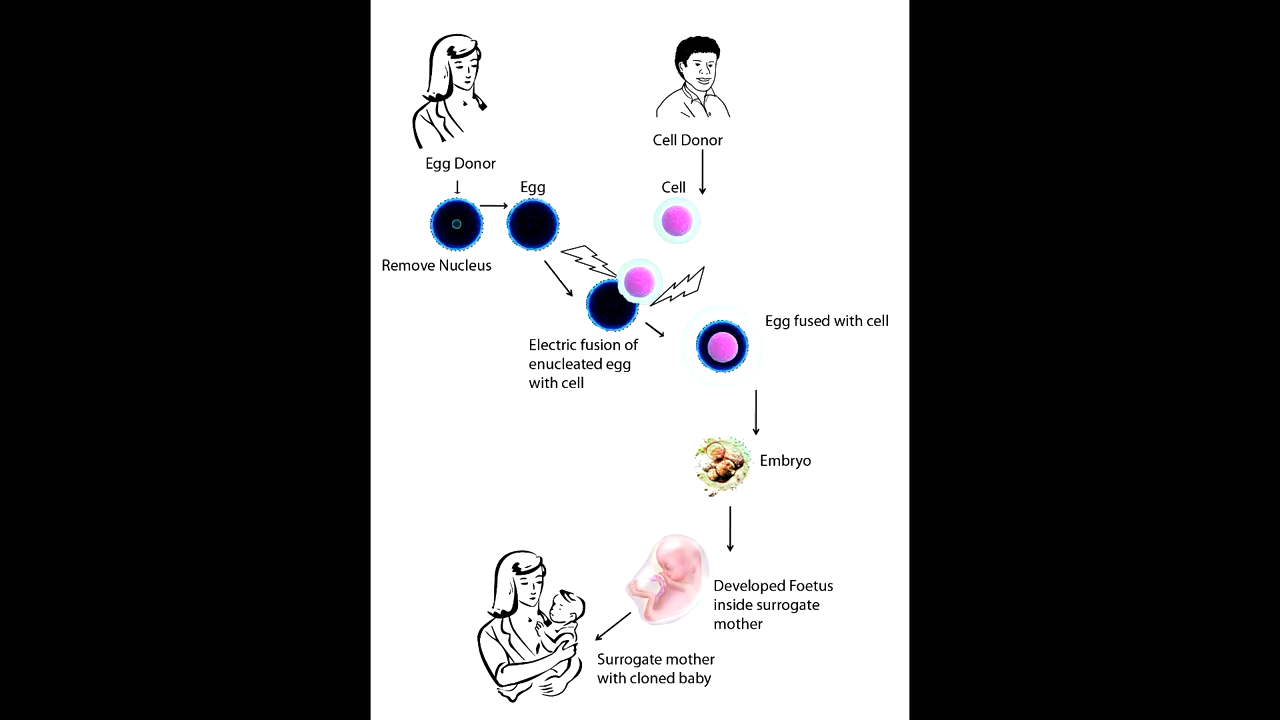 Egg Donor
Cell Donor
Egg
Cell
Remove Nucleus
Electric fusion of
enucleated egg
with cell
Egg fused with cell
Embryo
Developed Foetus
inside surrogate
mother
Surrogate mother
with cloned baby